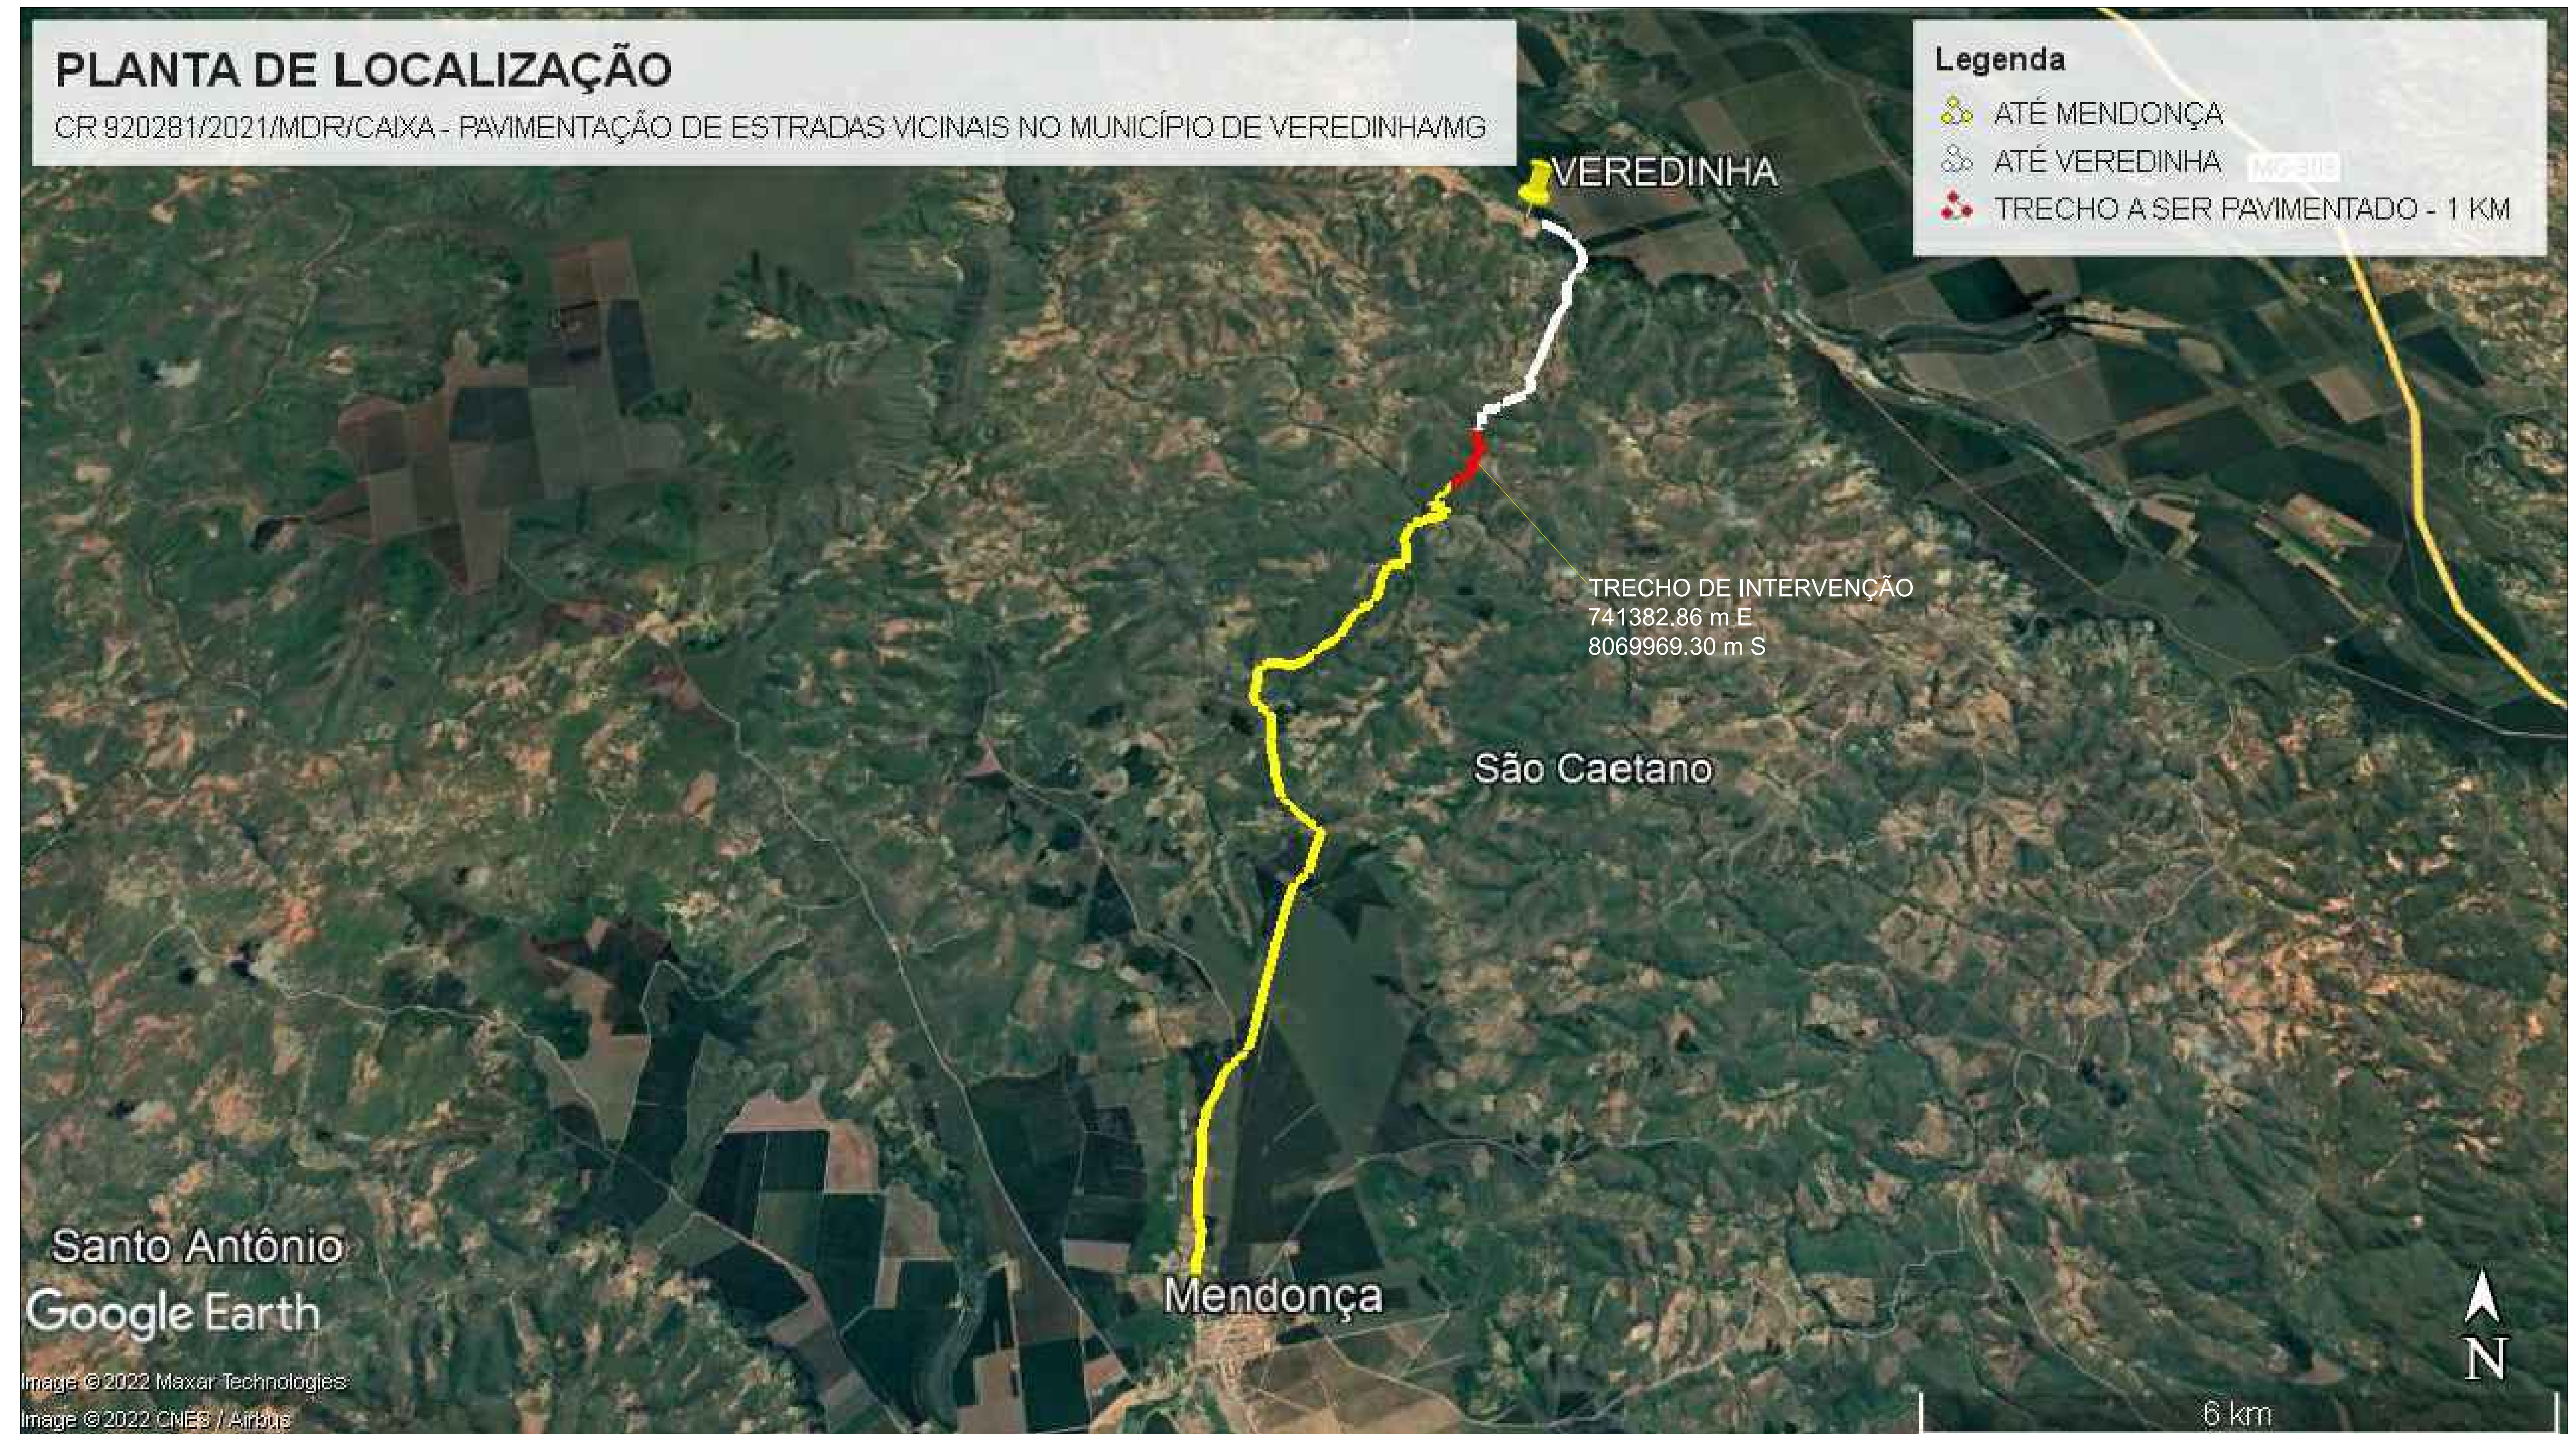 PLANTA DE LOCALIZAÇÃO
CR 920281/2021/MDR/CAIXA - PAVIMENTAÇÃO DE ESTRADAS VICINAIS NO MUNICÍPIO DE VEREDINHA/MG
Legenda
ATÉ MENDONÇA
ATÉ VEREDINHA
TRECHO A SER PAVIMENTADO - 1 KM
VEREDINHA
TRECHO DE INTERVENÇÃO
741382.86 m E
8069969.30 m S
São Caetano
Santo Antônio
Mendonça
Google Earth
Image © 2022 Maxar Technologies
Image © 2022 CNES / Airbus
N
6 km